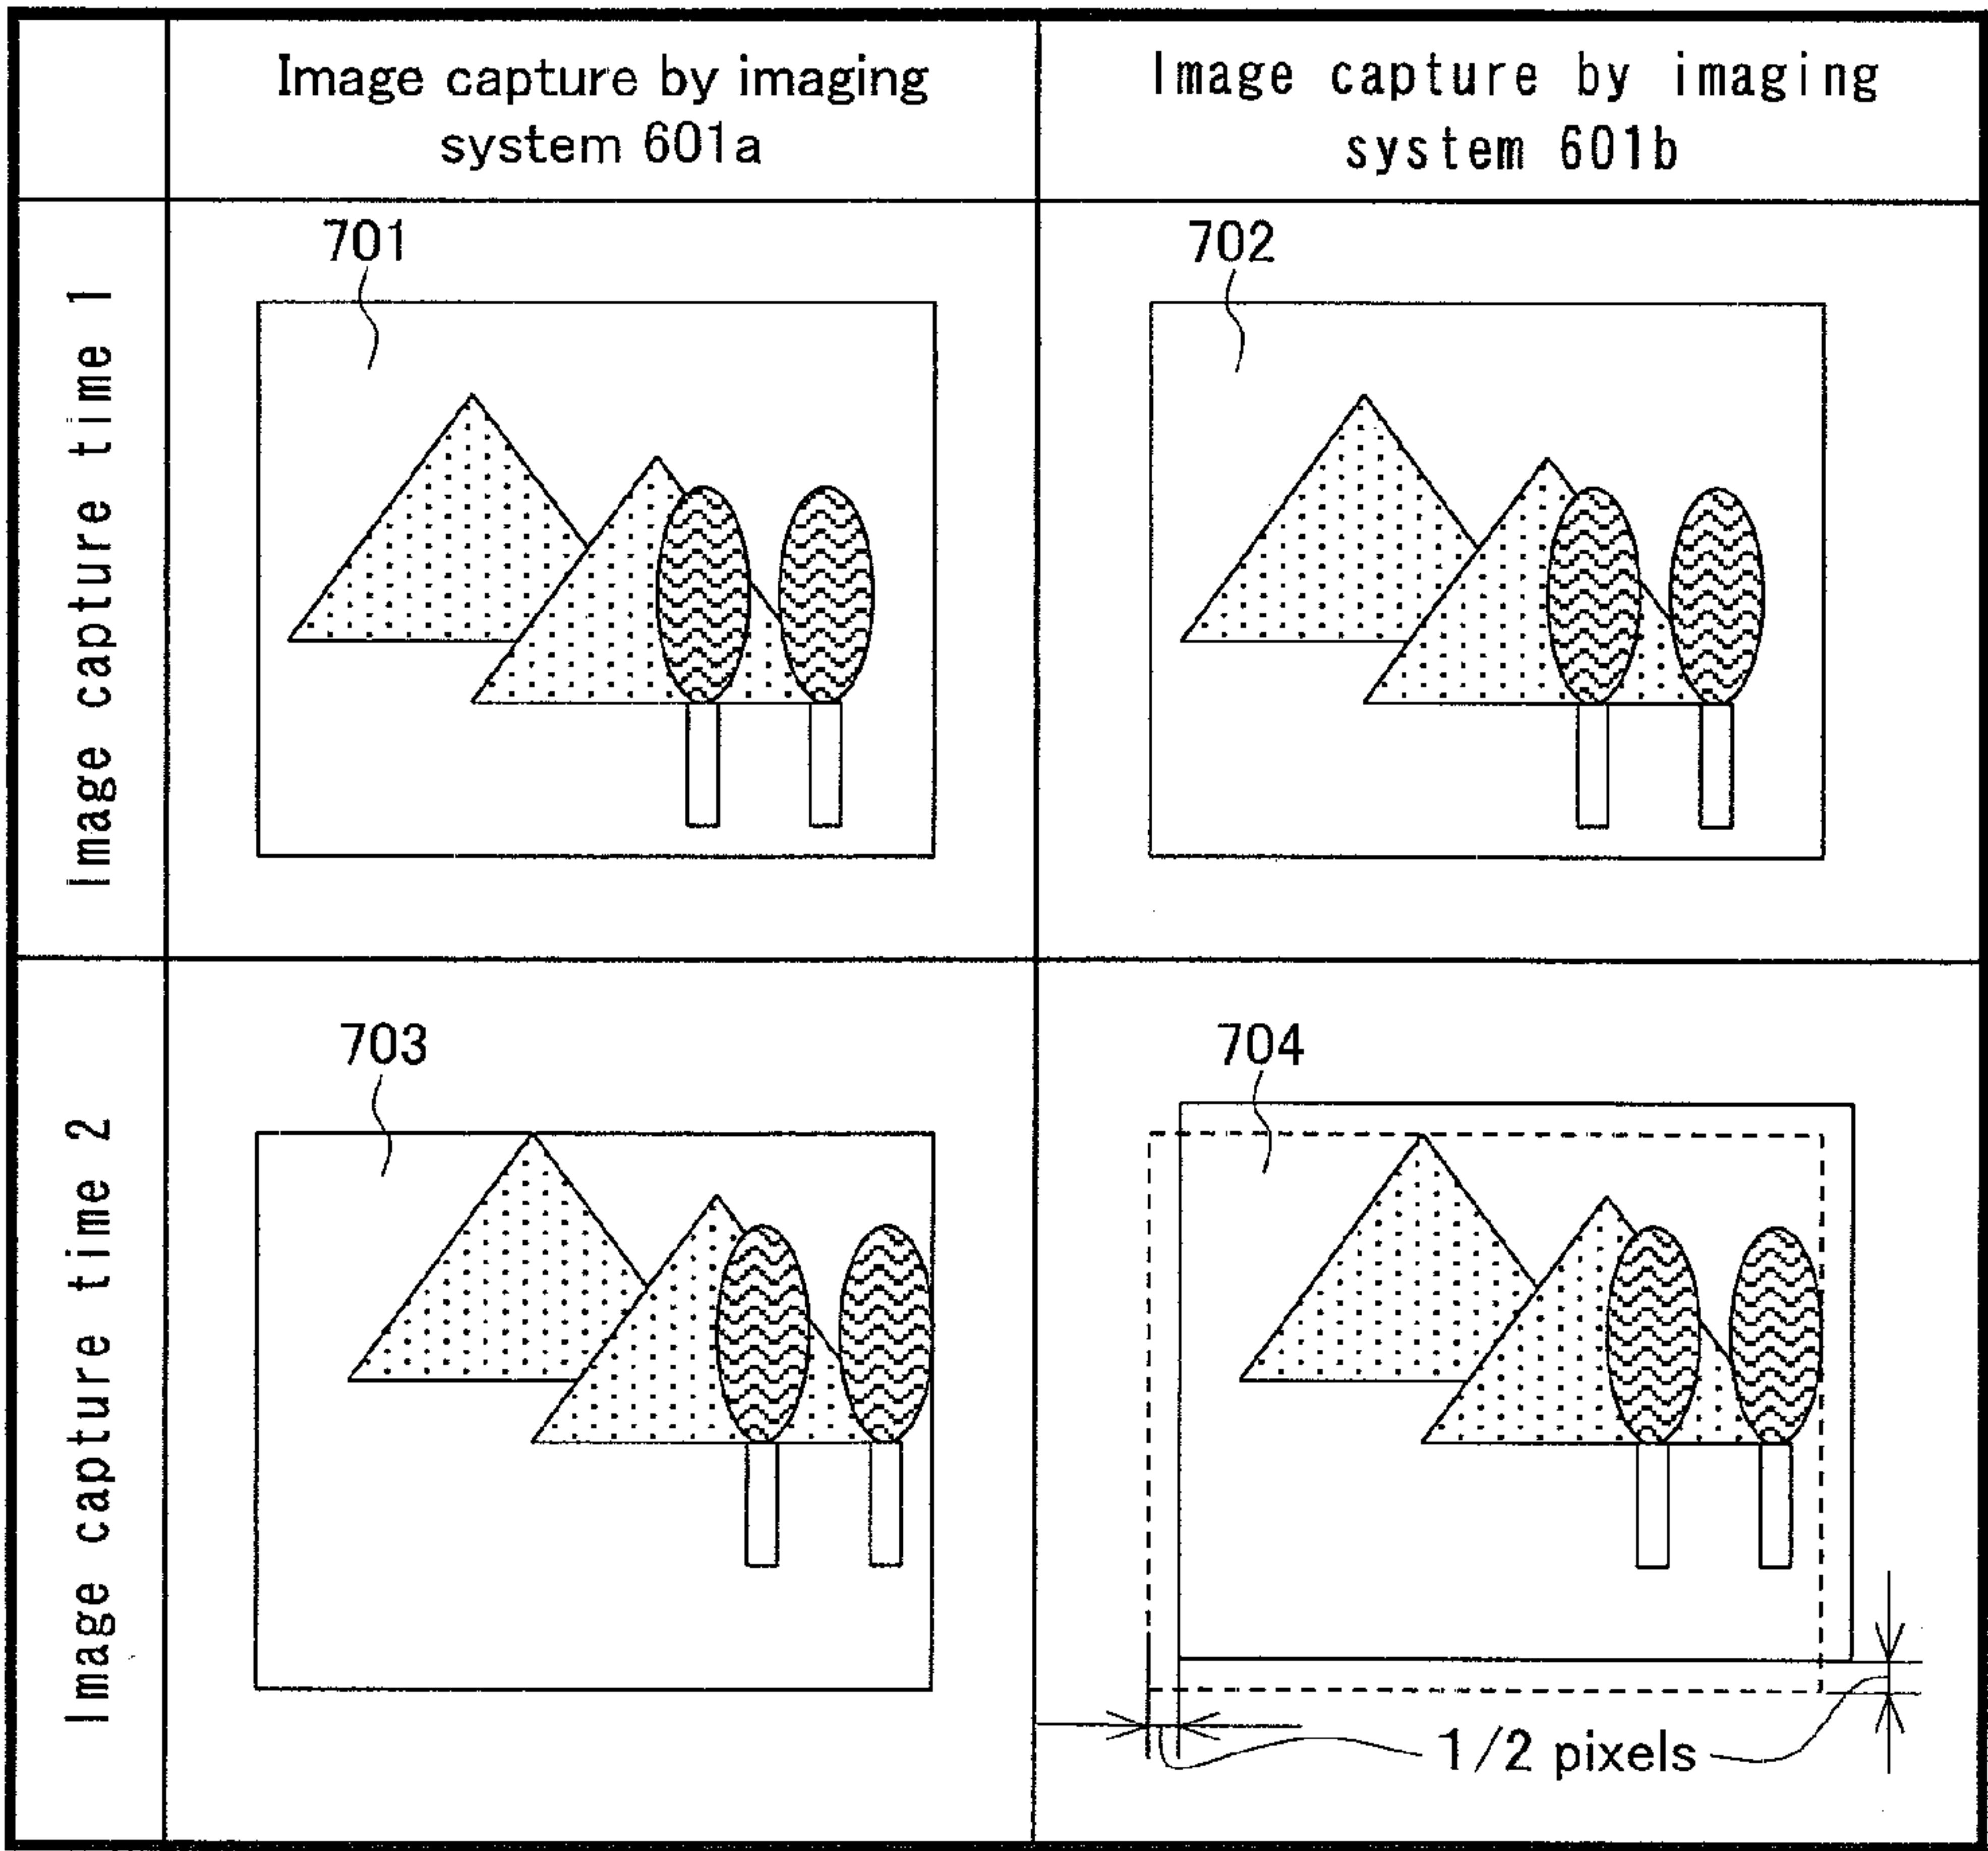 Image capture by imaging
system 601a
Image capture by imaging
system 601b
Image capture time 1
701
702
Image capture time 2
703
704
1/2 pixels